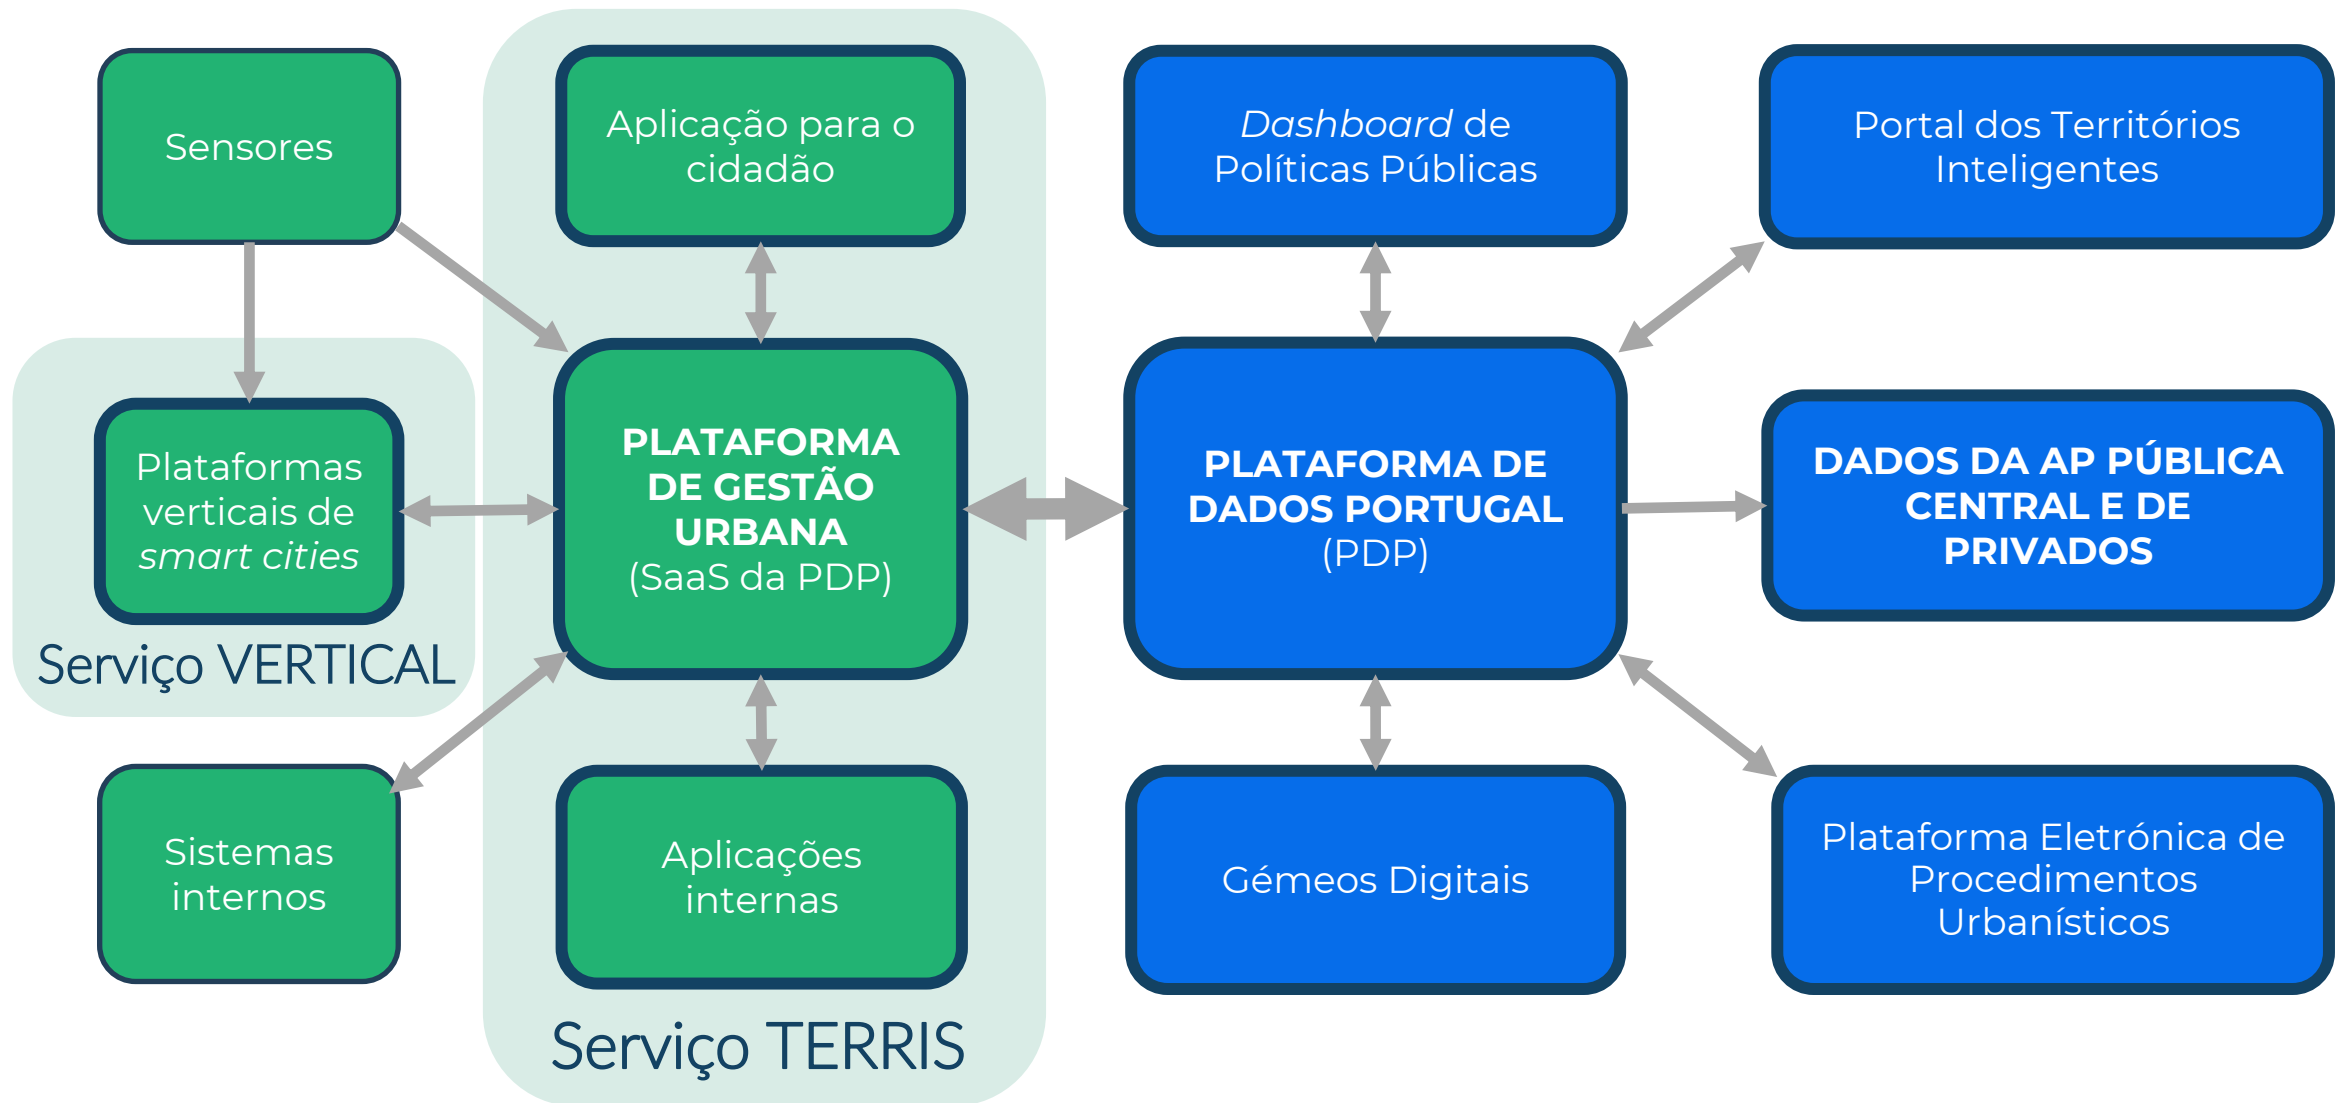 Sensores
Aplicação para o
cidadão
Dashboard de
Políticas Públicas
Portal dos Territórios
Inteligentes
Plataformas
verticais de
smart cities
Serviço VERTICAL
PLATAFORMA
DE GESTÃO
URBANA
(SaaS da PDP)
PLATAFORMA DE
DADOS PORTUGAL
(PDP)
DADOS DA AP PÚBLICA
CENTRAL E DE
PRIVADOS
Sistemas
internos
Aplicações
internas
Gémeos Digitais
Plataforma Eletrónica de
Procedimentos
Urbanísticos
Serviço TERRIS